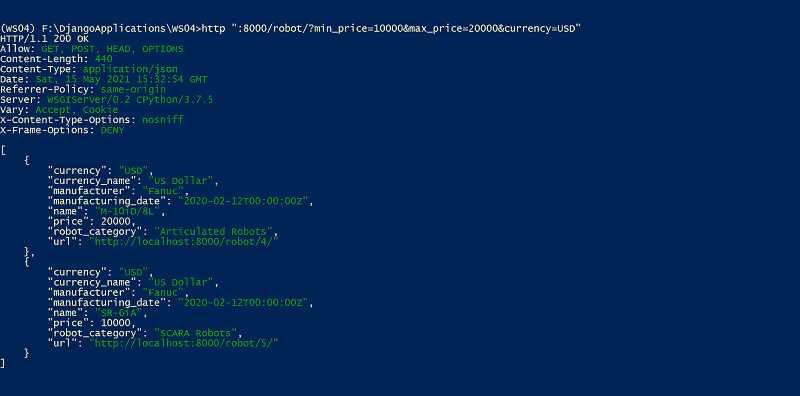 (WS04) F:\DjangoApplications\WS04>http ":8000/robot/?min_price=10000&max_price=20000&currency=USD"
HTTP/1.1 200 OK
Allow: GET, POST, HEAD, OPTIONS
Content-Length: 440
Content-Type: application/json
Date: Sat, 15 May 2021 15:32:54 GMT
Referrer-Policy: same-origin
Server: WSGIServer/0.2 CPython/3.7.5
Vary: Accept, Cookie
X-Content-Type-Options: nosniff
X-Frame-Options: DENY
[
{
"currency": "USD",
"currency_name": "US Dollar",
"manufacturer": "Fanuc",
"manufacturing_date": "2020-02-12T00:00:00Z",
"name": "M-10iD/8L",
"price": 20000,
"robot_category": "Articulated Robots",
"url": "http://localhost:8000/robot/4/"
},
{
"currency": "USD",
"currency_name": "US Dollar",
"manufacturer": "Fanuc",
"manufacturing_date": "2020-02-12T00:00:00Z",
"name": "SR-6iA",
"price": 10000,
"robot_category": "SCARA Robots",
"url": "http://localhost:8000/robot/5/"
}
]